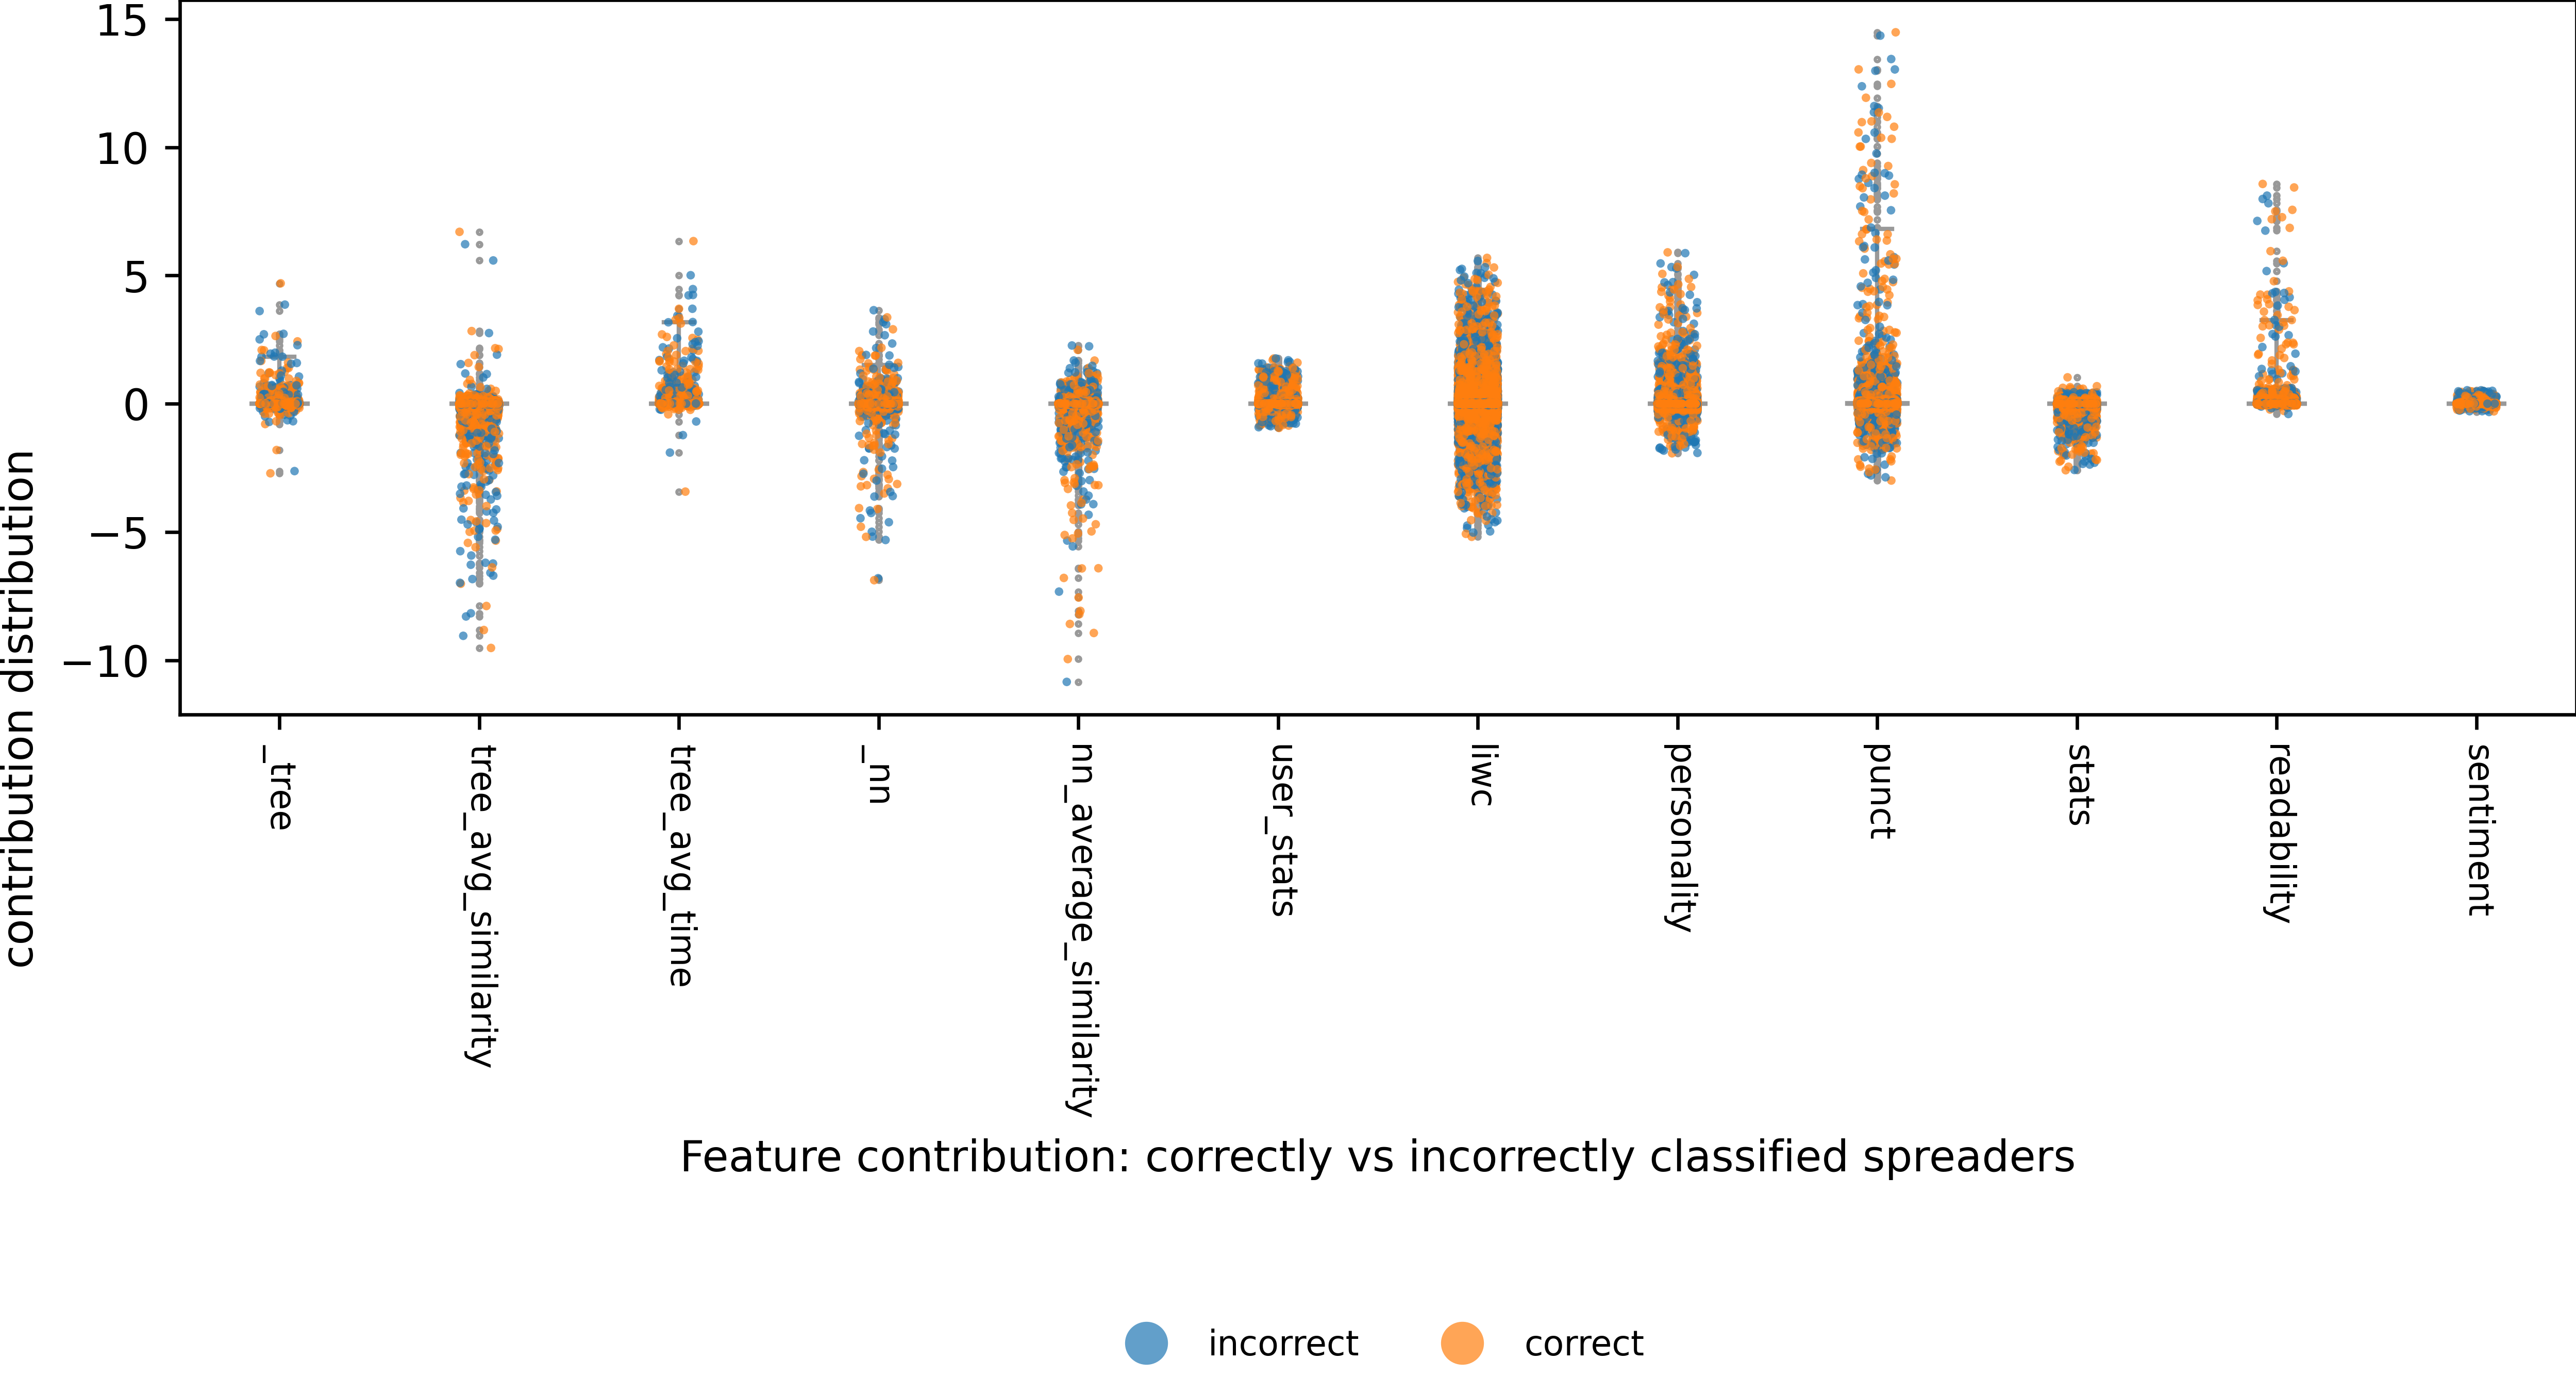 15
10
5
0
−5
−10
contribution distribution
_tree
tree_avg_similarity
tree_avg_time
_nn
nn_average_similarity
user_stats
liwc
personality
punct
stats
readability
sentiment
Feature contribution: correctly vs incorrectly classified spreaders
incorrect
correct